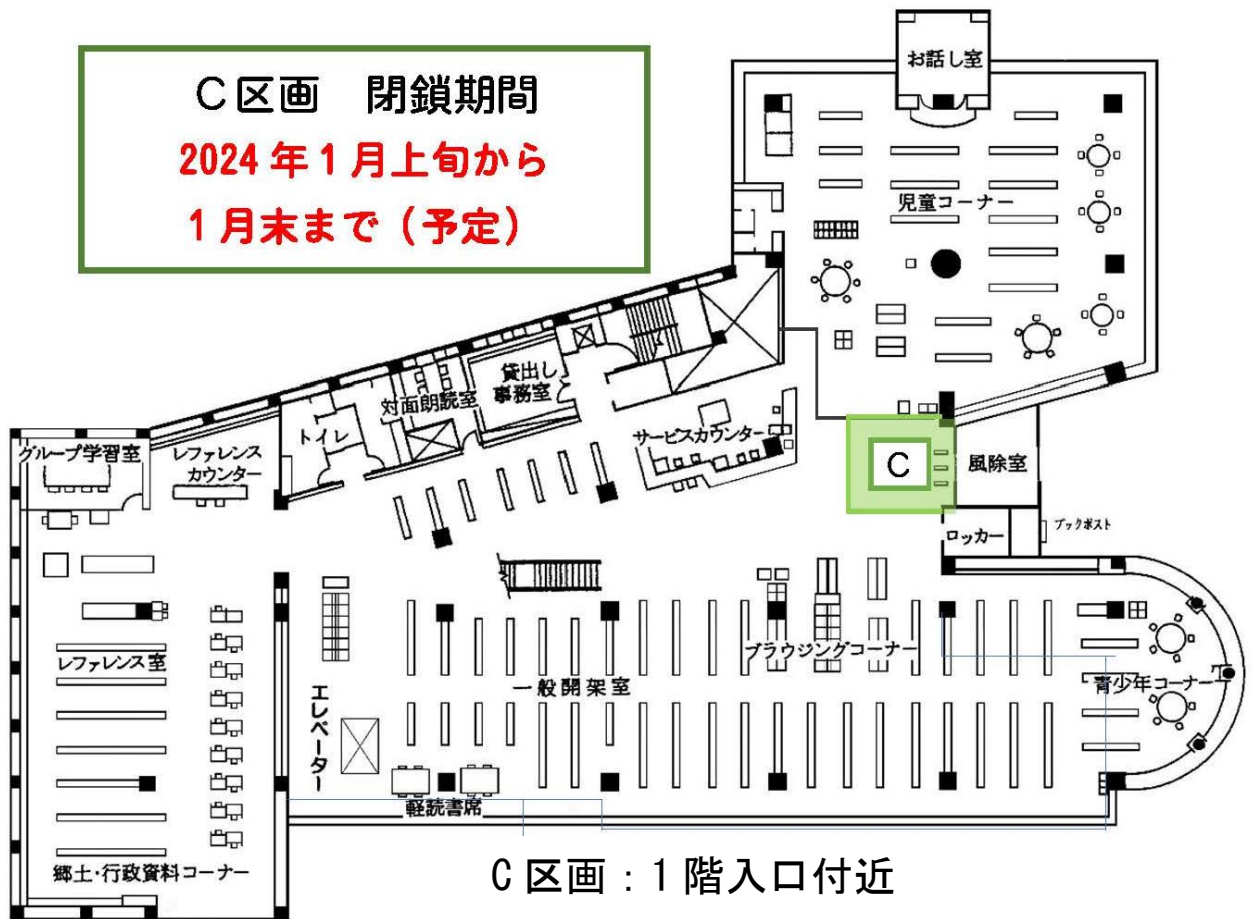 C区画　閉鎖期間
2024年1月上旬から
1月末まで（予定）
お話し室
児童コーナー
貸出し
事務室
対面朗読室
トイレ
サービスカウンター
グループ学習室
レファレンス
カウンター
C
風除室
ロッカー
ブックポスト
レファレンス室
エレベーター
一般開架室
ブラウジングコーナー
青少年コーナー
軽読書席
郷土・行政資料コーナー
C区画：1階入口付近